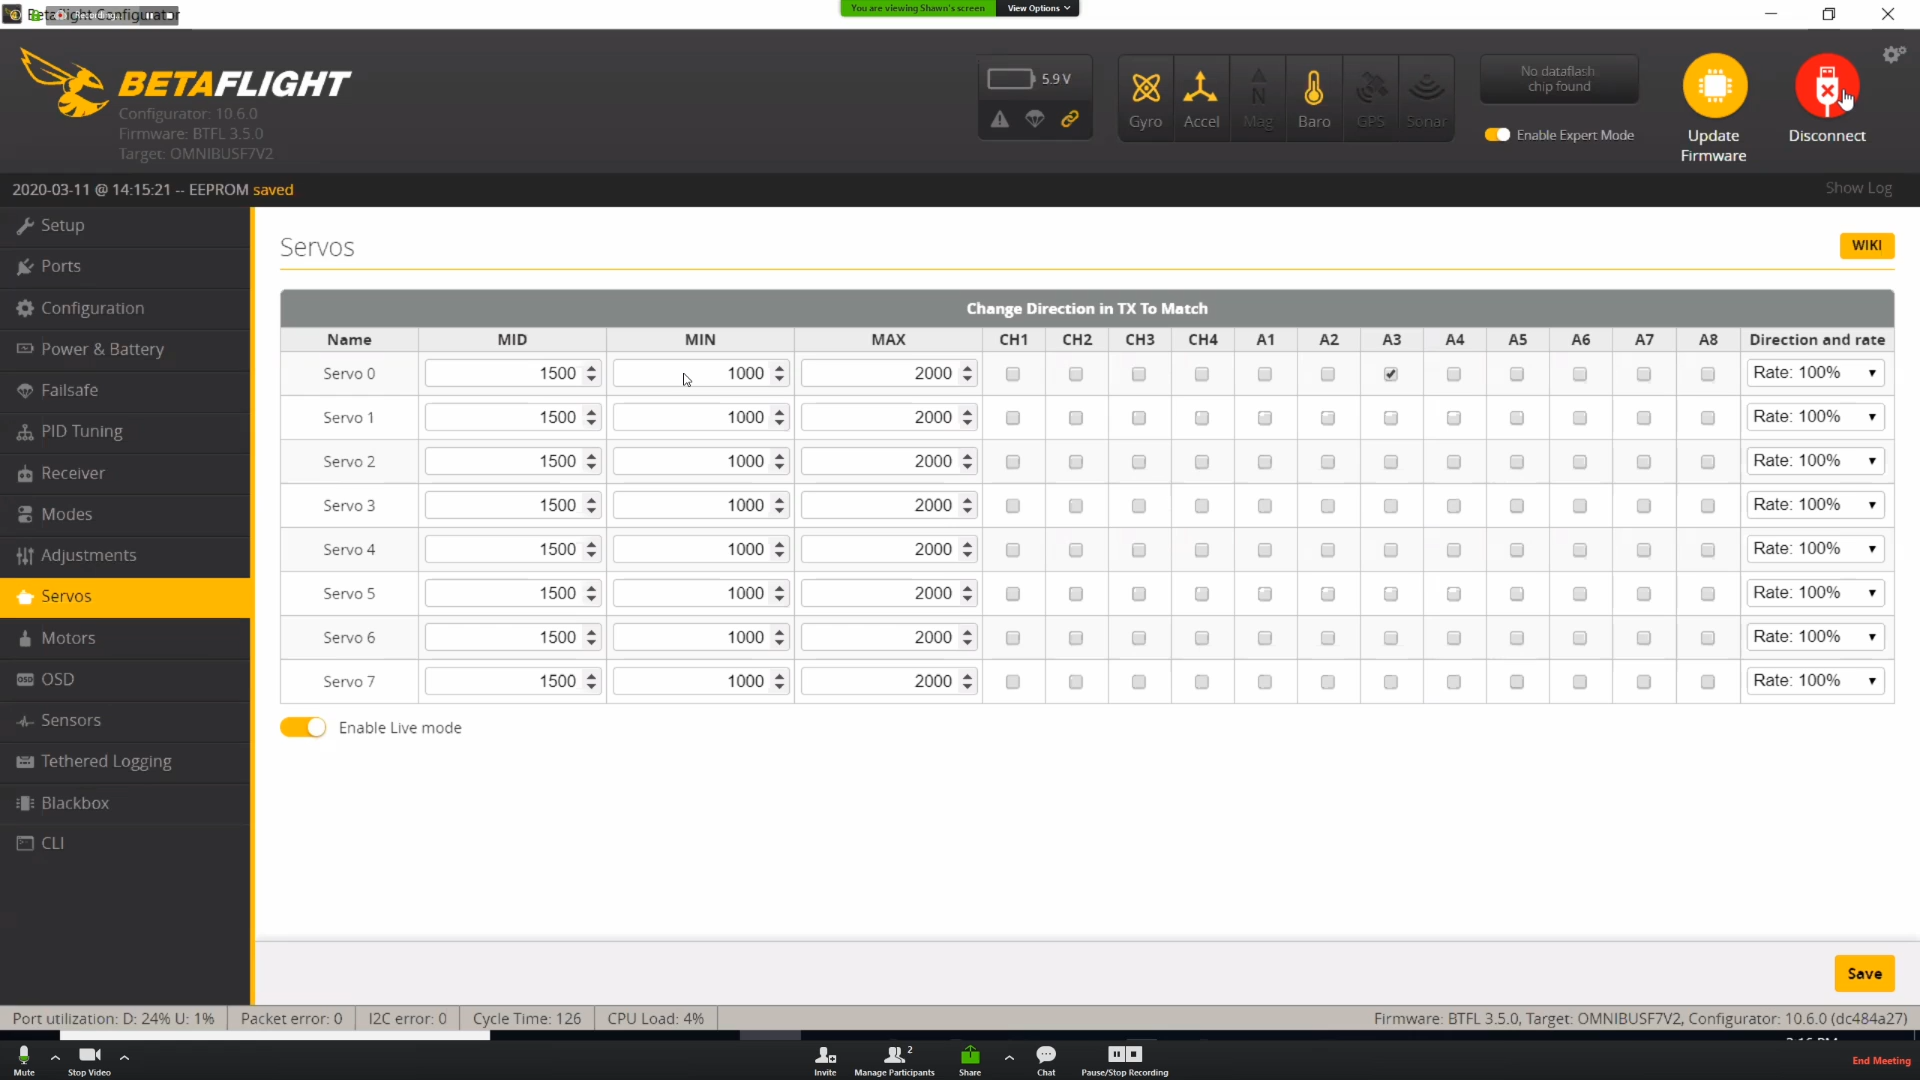 Betaflight Configurator
Recording...
You are viewing Shawn's screen
View Options
BETAFLIGHT
Configurator: 10.6.0
Firmware: BTFL 3.5.0
Target: OMNIBUSF7V2
5.9 V
Gyro
Accel
Mag
Baro
GPS
Sonar
No dataflash
chip found
Enable Expert Mode
Update
Firmware
Disconnect
2020-03-11 @ 14:15:21 -- EEPROM saved
Show Log
Setup
Ports
Configuration
Power & Battery
Failsafe
PID Tuning
Receiver
Modes
Adjustments
Servos
Motors
OSD
Sensors
Tethered Logging
Blackbox
CLI
Servos
WIKI
Change Direction in TX To Match
Name MID MIN MAX CH1 CH2 CH3 CH4 A1 A2 A3 A4 A5 A6 A7 A8 Direction and rate
Servo 0 1500 1000 2000 Rate: 100%
Servo 1 1500 1000 2000 Rate: 100%
Servo 2 1500 1000 2000 Rate: 100%
Servo 3 1500 1000 2000 Rate: 100%
Servo 4 1500 1000 2000 Rate: 100%
Servo 5 1500 1000 2000 Rate: 100%
Servo 6 1500 1000 2000 Rate: 100%
Servo 7 1500 1000 2000 Rate: 100%
Enable Live mode
Save
Port utilization: D: 24% U: 1% Packet error: 0 I2C error: 0 Cycle Time: 126 CPU Load: 4% Firmware: BTFL 3.5.0, Target: OMNIBUSF7V2, Configurator: 10.6.0 (dc484a27)
Mute
Stop Video
Invite
2
Manage Participants
Share
Chat
Pause/Stop Recording
End Meeting